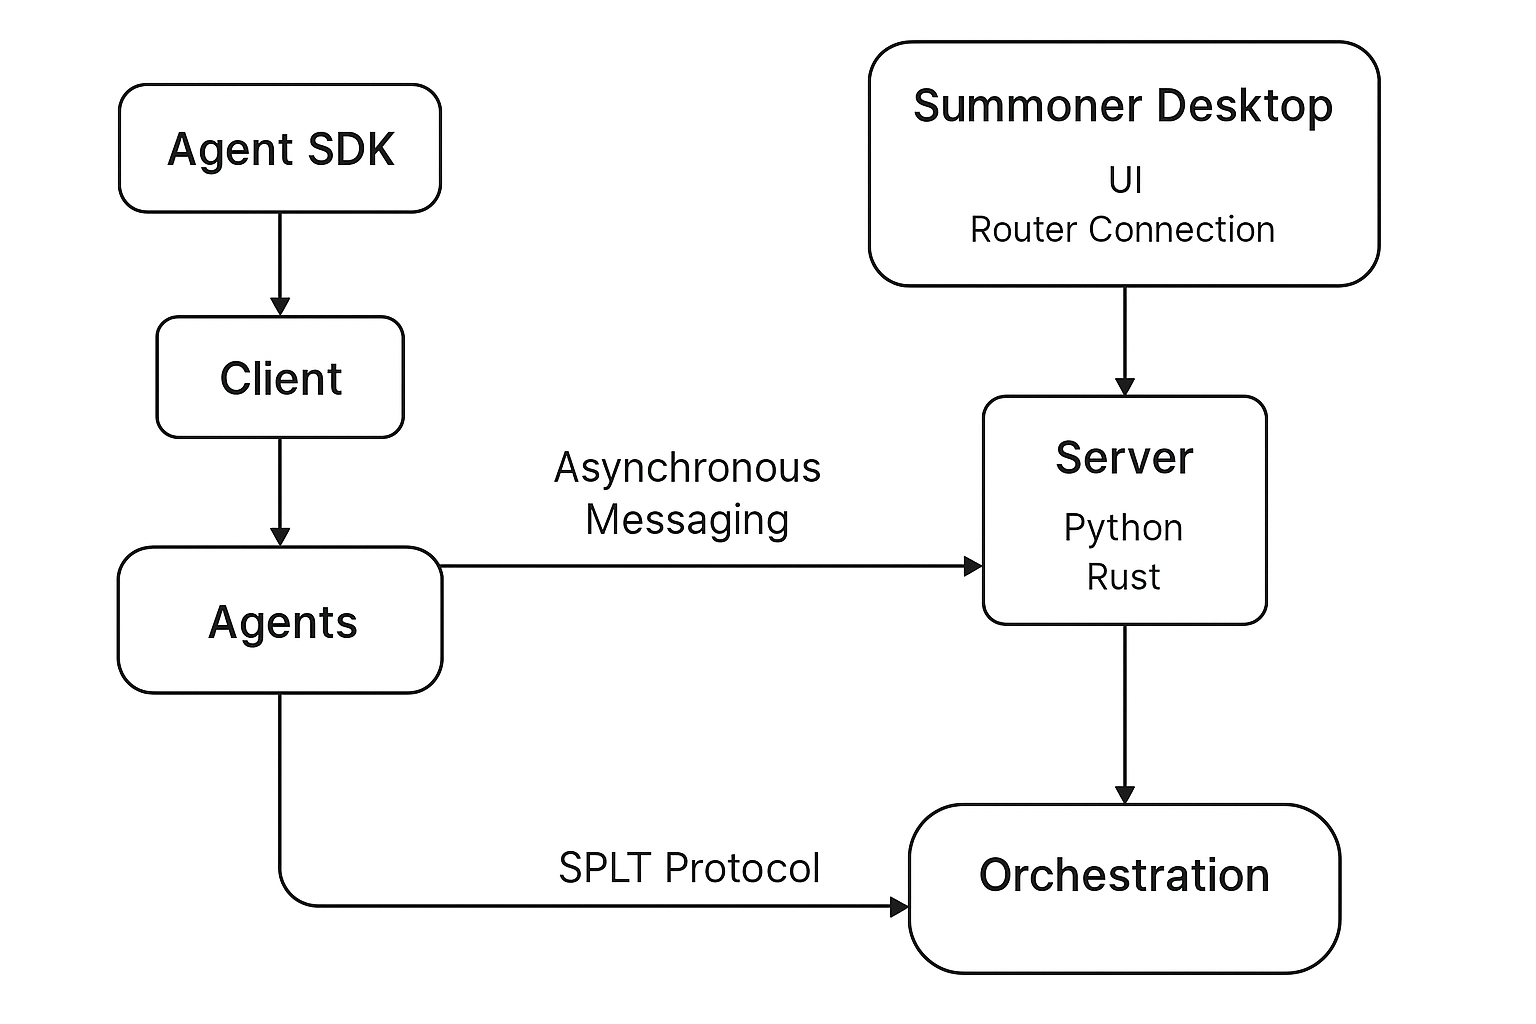 Agent SDK
Client
Agents
Asynchronous
Messaging
SPLT Protocol
Summoner Desktop
UI
Router Connection
Server
Python
Rust
Orchestration